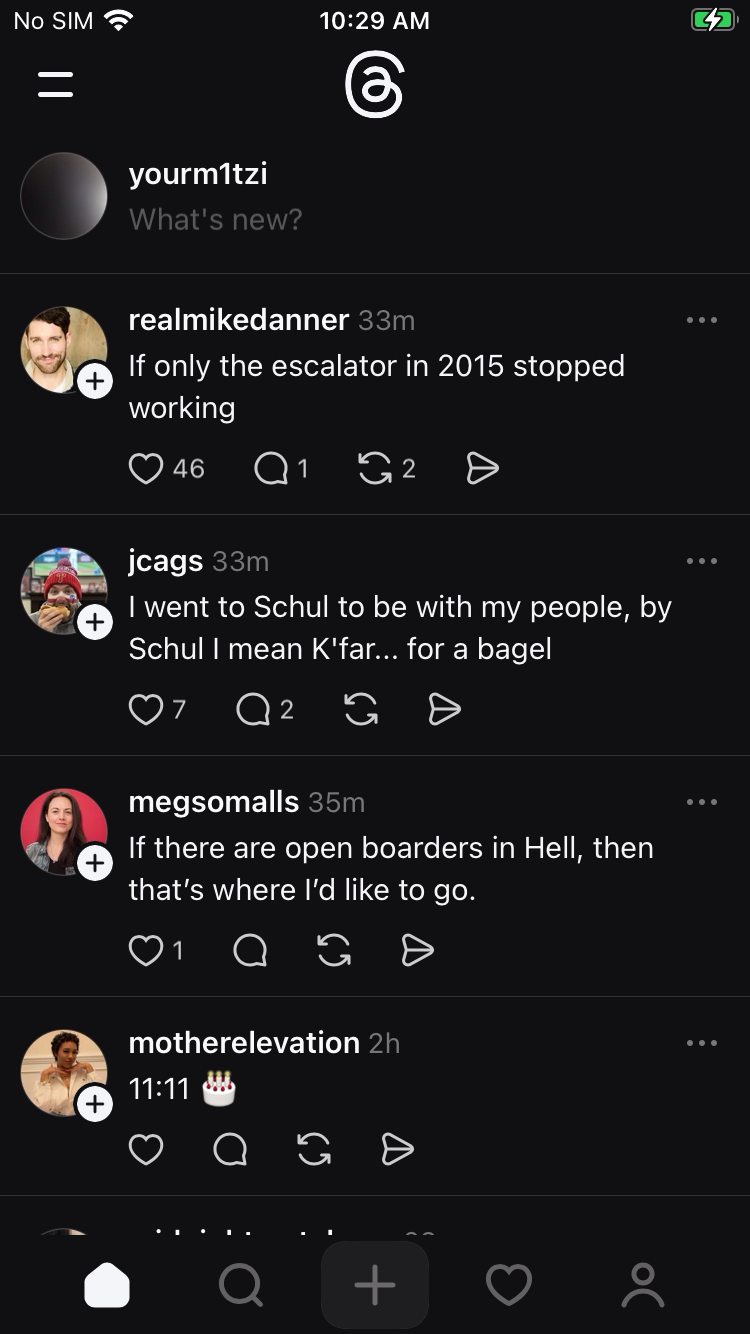 No SIM 10:29 AM
yourm1tzi
What's new?
realmikedanner 33m
If only the escalator in 2015 stopped
working
46 1 2
jcags 33m
I went to Schul to be with my people, by
Schul I mean K'far... for a bagel
7 2
megsomalls 35m
If there are open boarders in Hell, then
that’s where I’d like to go.
1
motherelevation 2h
11:11 🎂